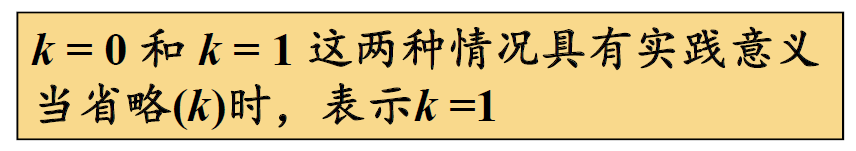 k = 0 和 k = 1 这两种情况具有实践意义
当省略(k)时，表示k =1